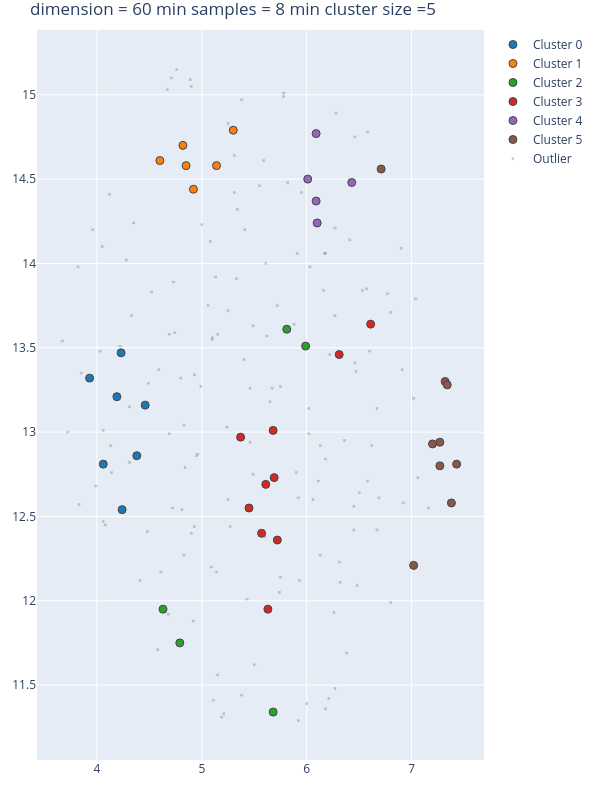 dimension = 60 min samples = 8 min cluster size =5
Cluster 0
Cluster 1
Cluster 2
Cluster 3
Cluster 4
Cluster 5
Outlier
15
14.5
14
13.5
13
12.5
12
11.5
4 5 6 7